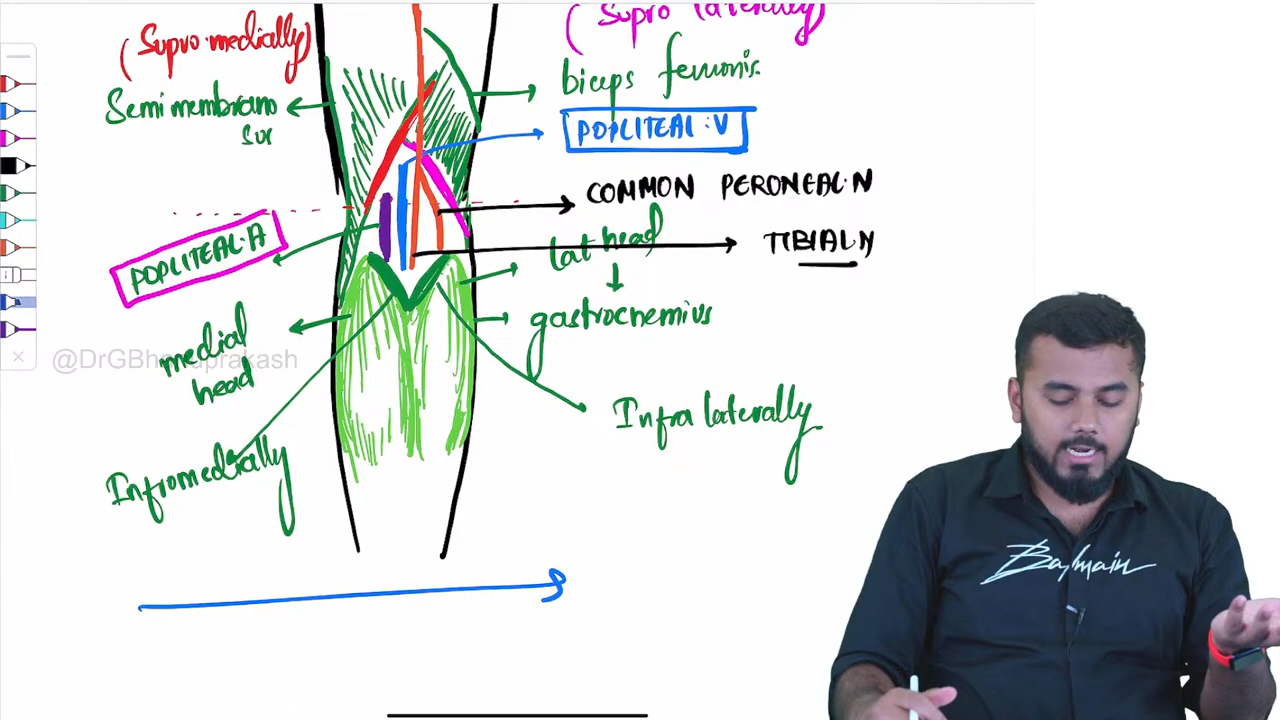 (Supro medially)
(Supro laterally)
Semimembrano
sus
biceps femoris.
POPLITEAL.V
COMMON PERONEAL.N
lat head
TIBIAL.N
POPLITEAL.A
gastrocnemius
medial
head
@DrGBhanuprakash
Infra laterally
Inframedially
Balmain